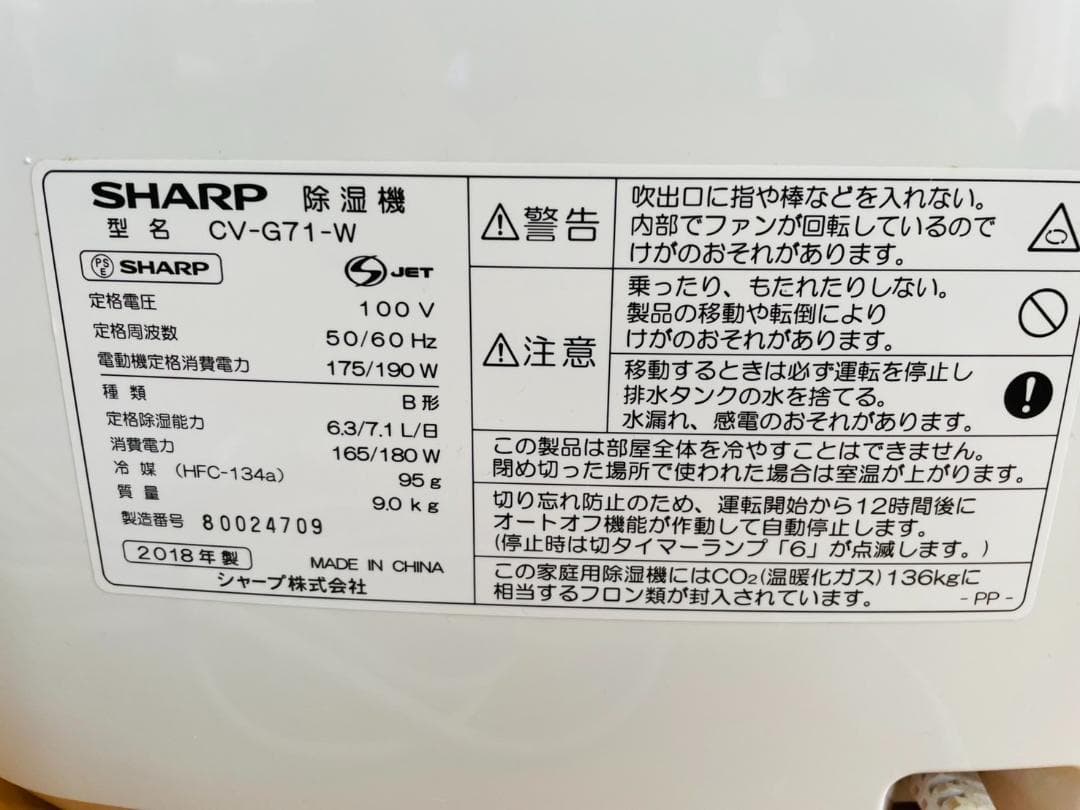 SHARP 除湿機
型名 CV-G71-W
PSE SHARP
S JET
定格電圧 100V
定格周波数 50/60Hz
電動機定格消費電力 175/190W
種類 B形
定格除湿能力 6.3/7.1L/日
消費電力 165/180W
冷媒(HFC-134a) 95g
質量 9.0kg
製造番号 80024709
2018年製 MADE IN CHINA
シャープ株式会社
警告
吹出口に指や棒などを入れない。
内部でファンが回転しているので
けがのおそれがあります。
注意
乗ったり、もたれたりしない。
製品の移動や転倒により
けがのおそれがあります。
移動するときは必ず運転を停止し
排水タンクの水を捨てる。
水漏れ、感電のおそれがあります。
この製品は部屋全体を冷やすことはできません。
閉め切った場所で使われた場合は室温が上がります。
切り忘れ防止のため、運転開始から12時間後に
オートオフ機能が作動して自動停止します。
(停止時は切タイマーランプ「6」が点滅します。)
この家庭用除湿機にはCO₂(温暖化ガス)136kgに
相当するフロン類が封入されています。 -PP-